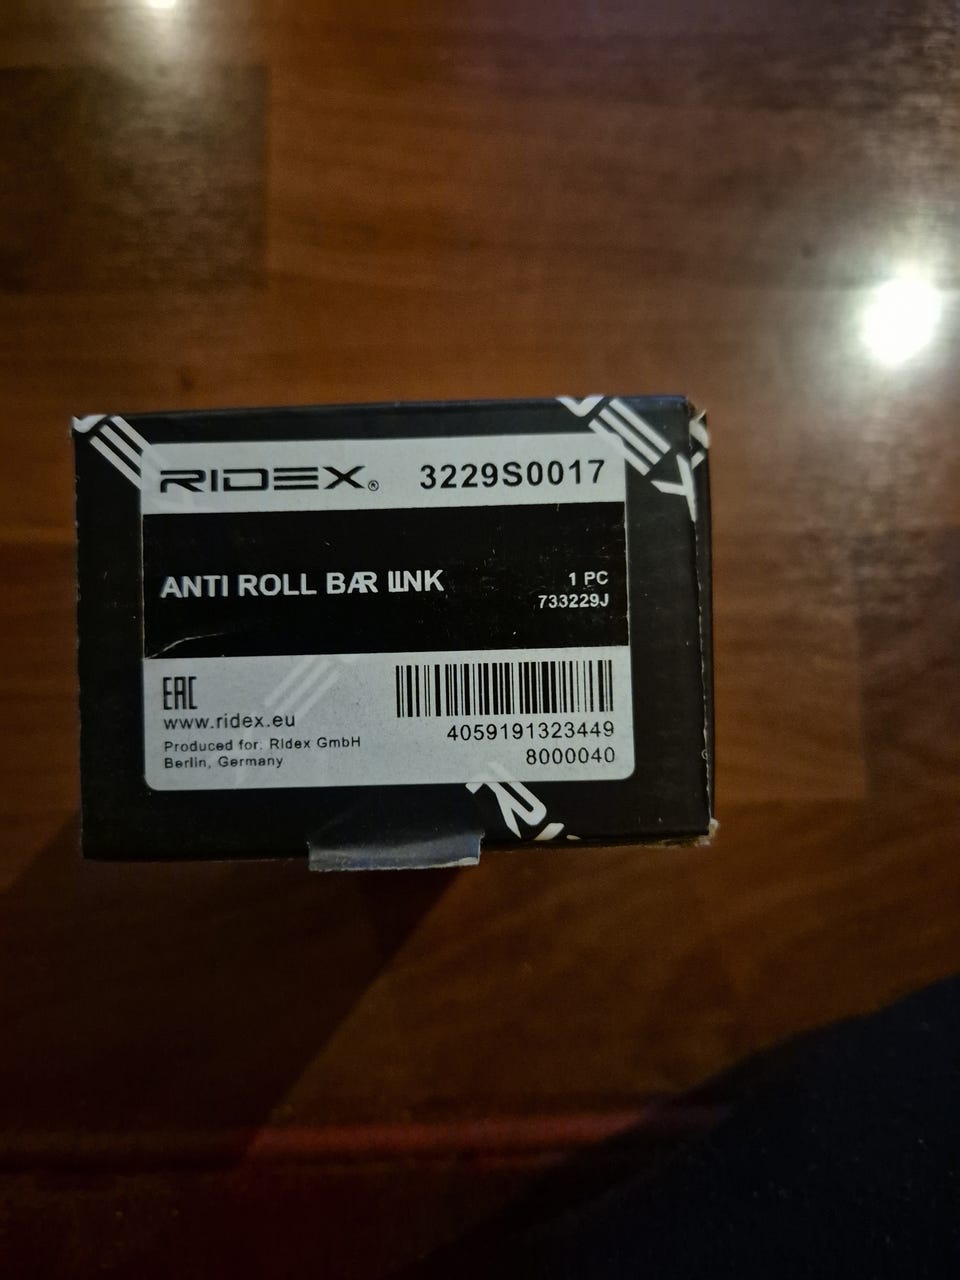 RIDEX® 3229S0017
ANTI ROLL BAR LINK
1 PC
733229J
EAC
www.ridex.eu
Produced for: Ridex GmbH
Berlin, Germany
4059191323449
8000040